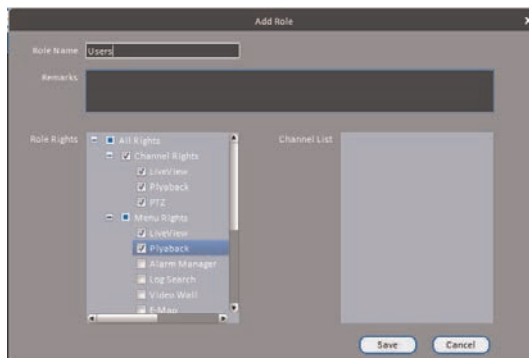 Add Role
Role Name Users
Remarks
Role Rights
All Rights
Channel Rights
LiveView
Plyaback
PTZ
Menu Rights
LiveView
Plyaback
Alarm Manager
Log Search
Video Wall
E-Map
Channel List
Save Cancel